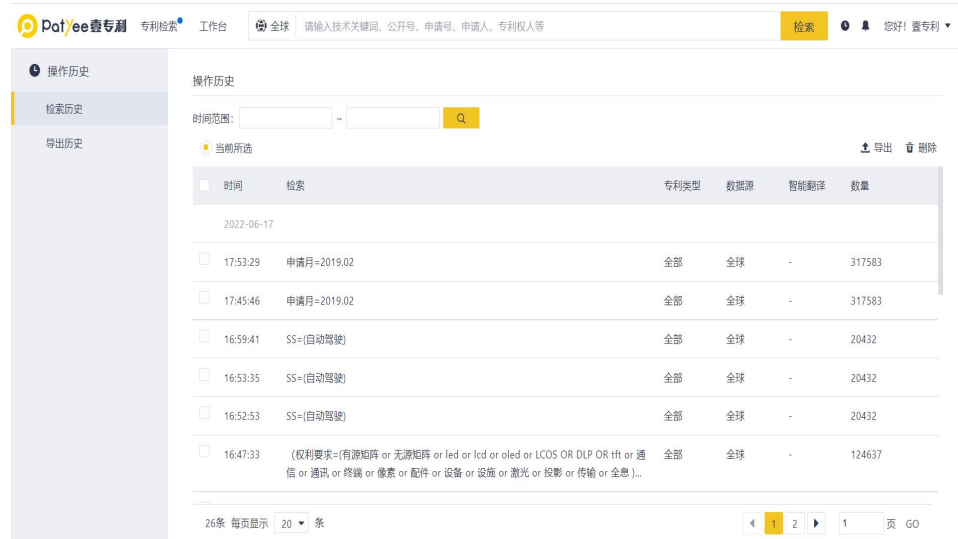 Patyee壹专利 专利检索 工作台 全球 请输入技术关键词、公开号、申请号、申请人、专利权人等 检索 您好！壹专利
操作历史
检索历史
导出历史
操作历史
时间范围： ~
当前所选 导出 删除
时间 检索 专利类型 数据源 智能翻译 数量
2022-06-17
17:53:29 申请月=2019.02 全部 全球 - 317583
17:45:46 申请月=2019.02 全部 全球 - 317583
16:59:41 SS=(自动驾驶) 全部 全球 - 20432
16:53:35 SS=(自动驾驶) 全部 全球 - 20432
16:52:53 SS=(自动驾驶) 全部 全球 - 20432
16:47:33 （权利要求=(有源矩阵 or 无源矩阵 or led or lcd or oled or LCOS OR DLP OR tft or 通 全部 全球 - 124637
信 or 通讯 or 终端 or 像素 or 配件 or 设备 or 设施 or 激光 or 投影 or 传输 or 全息 )...
26条 每页显示 20 条 1 2 1 页 GO